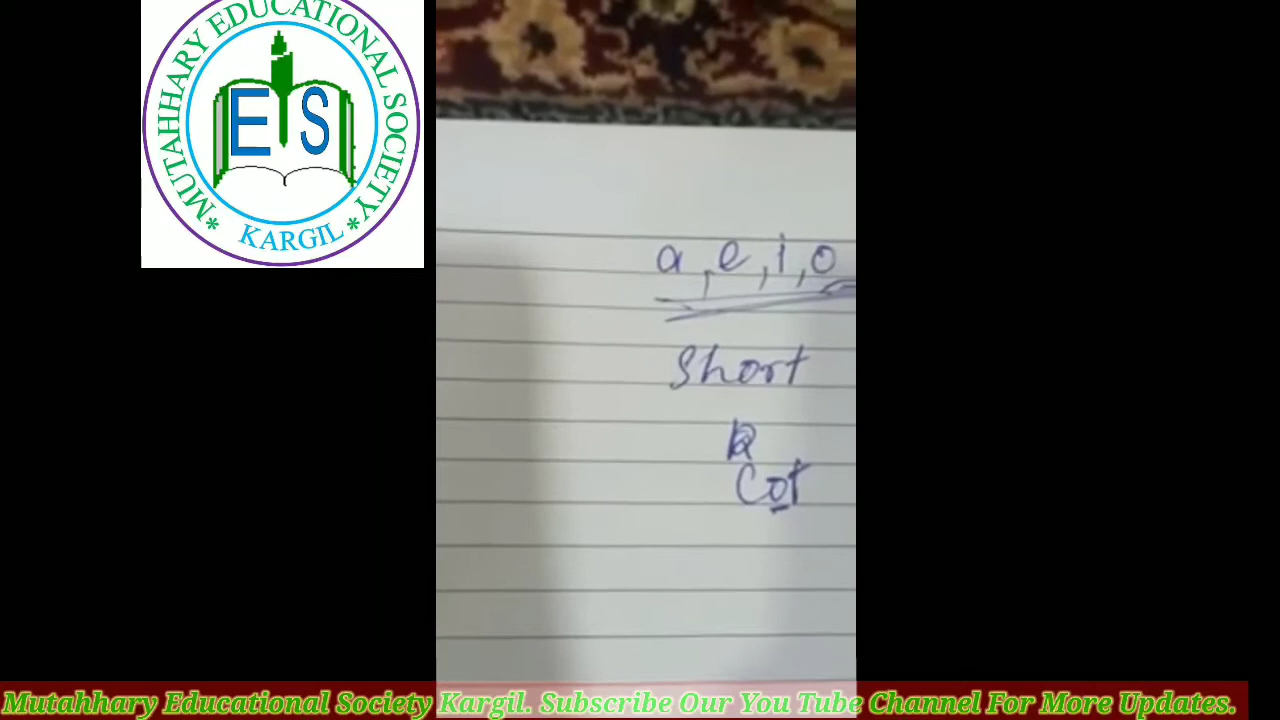 MUTAHHARY EDUCATIONAL SOCIETY
E S
* KARGIL *
a, e, i, o
Short
Cot
Mutahhary Educational Society Kargil. Subscribe Our You Tube Channel For More Updates.